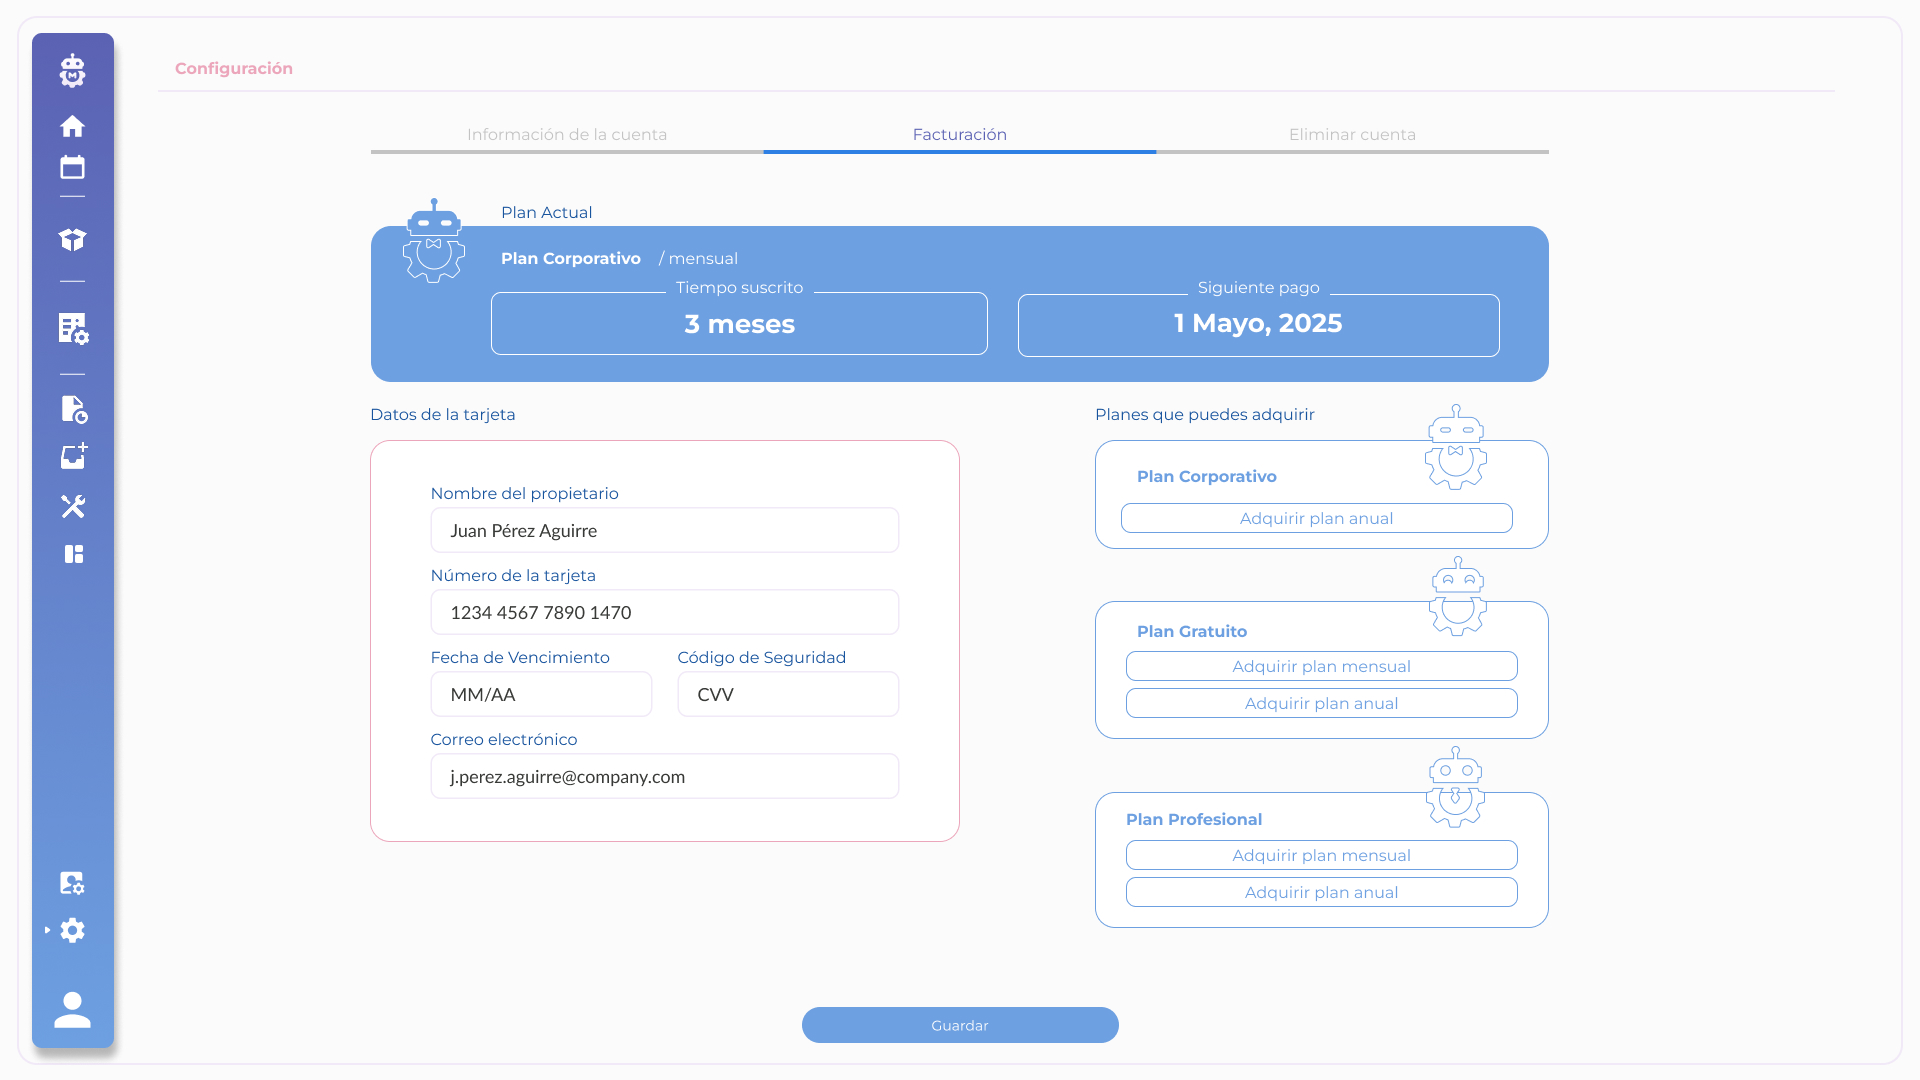 Configuración
Información de la cuenta
Facturación
Eliminar cuenta
Plan Actual
Plan Corporativo / mensual
Tiempo suscrito
3 meses
Siguiente pago
1 Mayo, 2025
Datos de la tarjeta
Nombre del propietario
Juan Pérez Aguirre
Número de la tarjeta
1234 4567 7890 1470
Fecha de Vencimiento
MM/AA
Código de Seguridad
CVV
Correo electrónico
j.perez.aguirre@company.com
Planes que puedes adquirir
Plan Corporativo
Adquirir plan anual
Plan Gratuito
Adquirir plan mensual
Adquirir plan anual
Plan Profesional
Adquirir plan mensual
Adquirir plan anual
Guardar